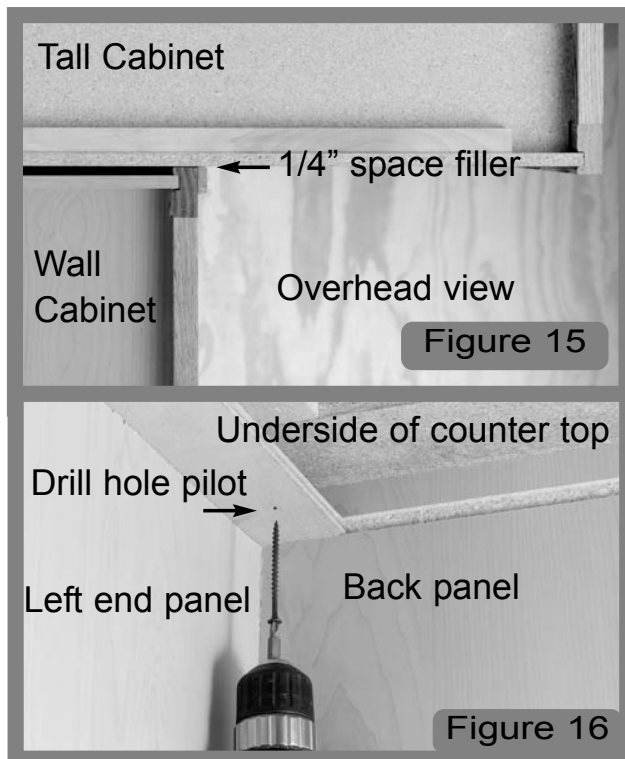 Tall Cabinet
1/4” space filler
Wall
Cabinet
Overhead view
Figure 15
Underside of counter top
Drill hole pilot
Left end panel
Back panel
Figure 16